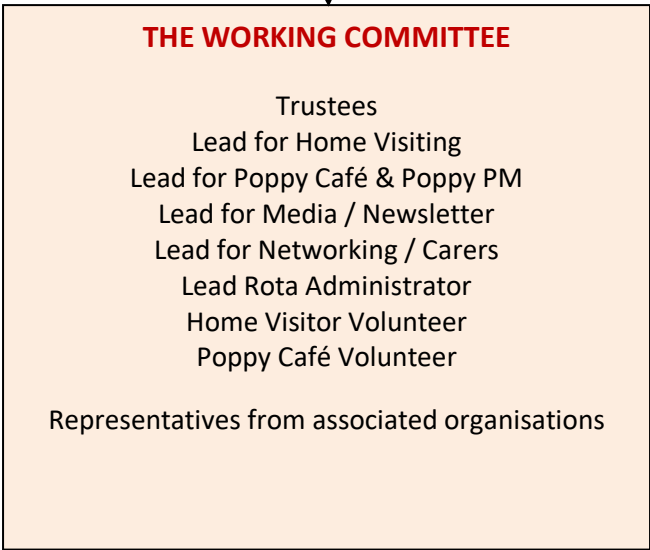 THE WORKING COMMITTEE
Trustees
Lead for Home Visiting
Lead for Poppy Café & Poppy PM
Lead for Media / Newsletter
Lead for Networking / Carers
Lead Rota Administrator
Home Visitor Volunteer
Poppy Café Volunteer
Representatives from associated organisations